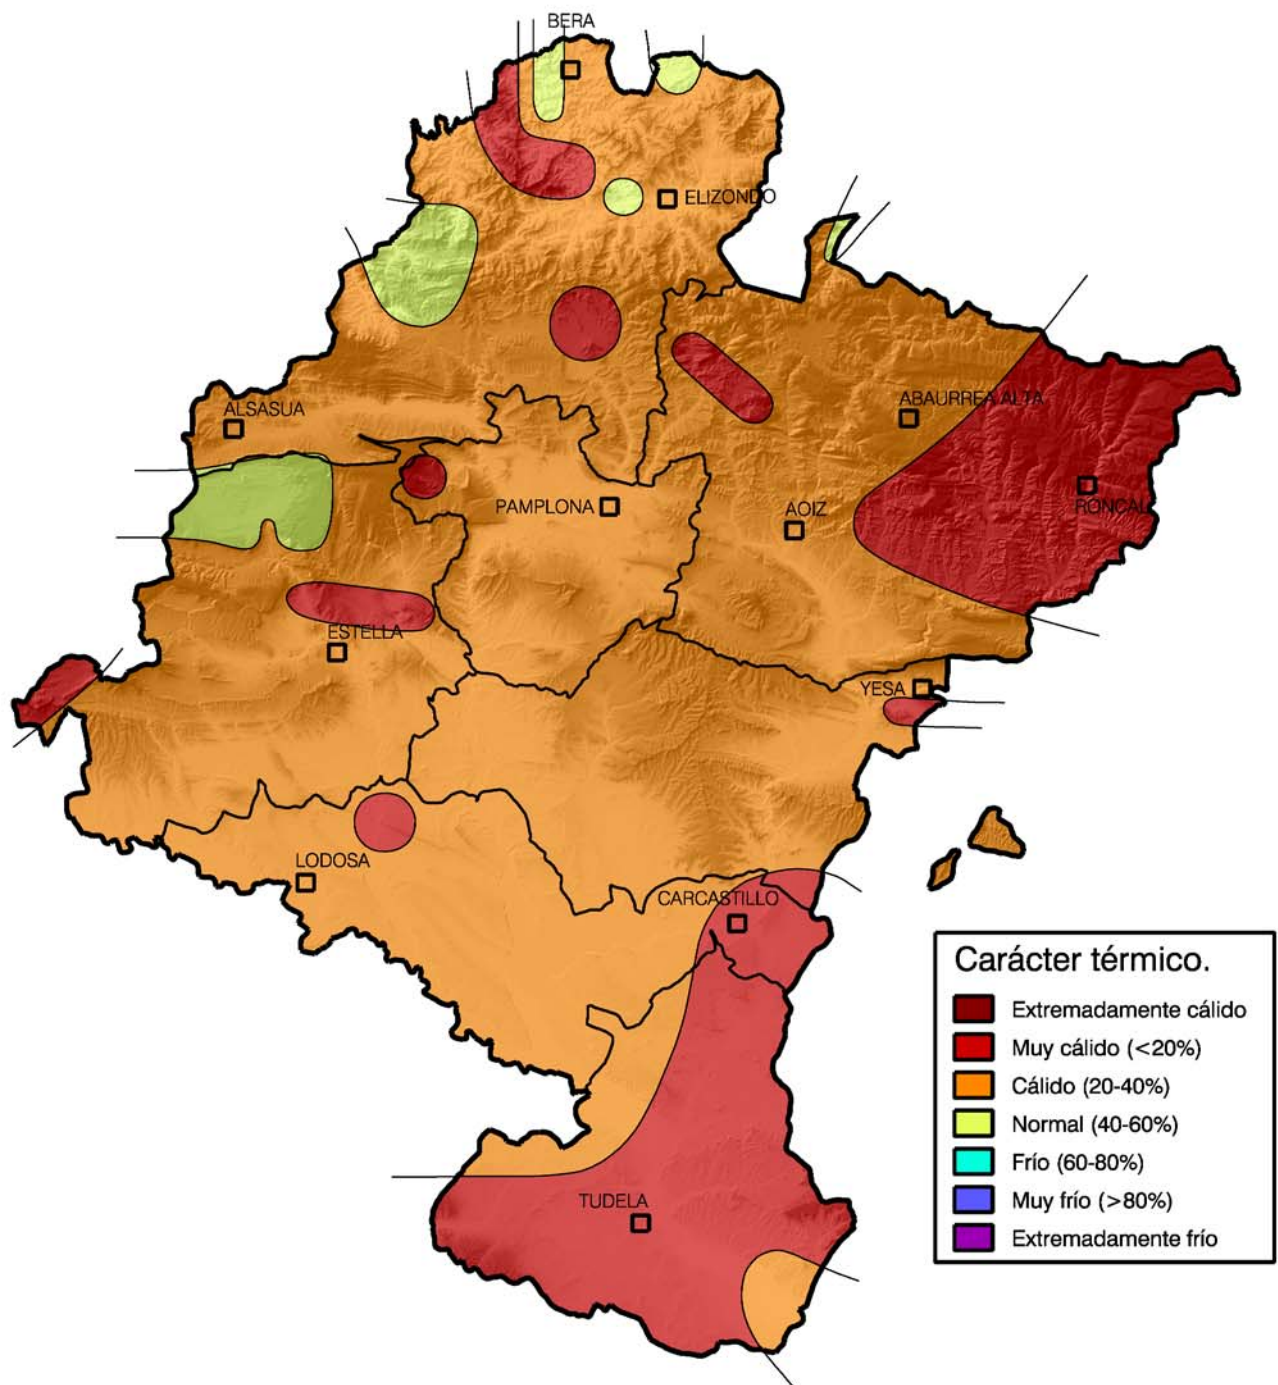 BERA
ELIZONDO
ALSASUA
ABAURREA ALTA
PAMPLONA
AOIZ
RONCAL
ESTELLA
YESA
LODOSA
CARCASTILLO
TUDELA
Carácter térmico.
Extremadamente cálido
Muy cálido (<20%)
Cálido (20-40%)
Normal (40-60%)
Frío (60-80%)
Muy frío (>80%)
Extremadamente frío